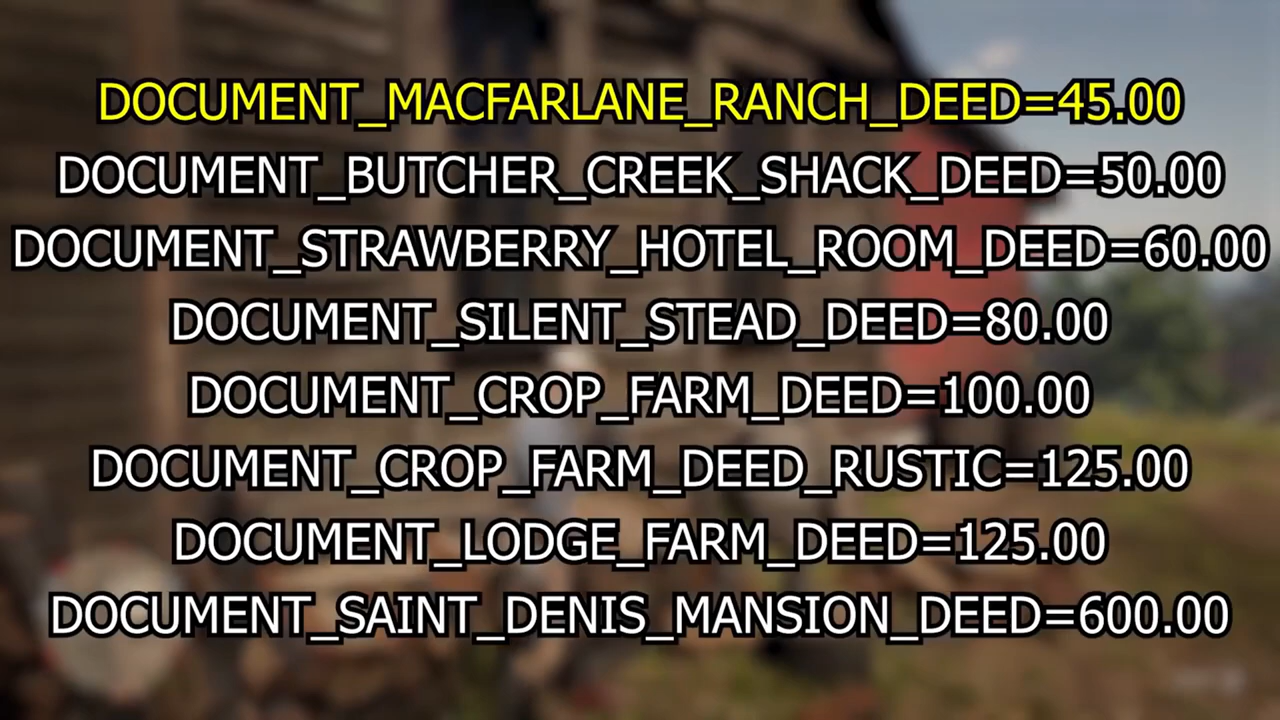 DOCUMENT_MACFARLANE_RANCH_DEED=45.00
DOCUMENT_BUTCHER_CREEK_SHACK_DEED=50.00
DOCUMENT_STRAWBERRY_HOTEL_ROOM_DEED=60.00
DOCUMENT_SILENT_STEAD_DEED=80.00
DOCUMENT_CROP_FARM_DEED=100.00
DOCUMENT_CROP_FARM_DEED_RUSTIC=125.00
DOCUMENT_LODGE_FARM_DEED=125.00
DOCUMENT_SAINT_DENIS_MANSION_DEED=600.00